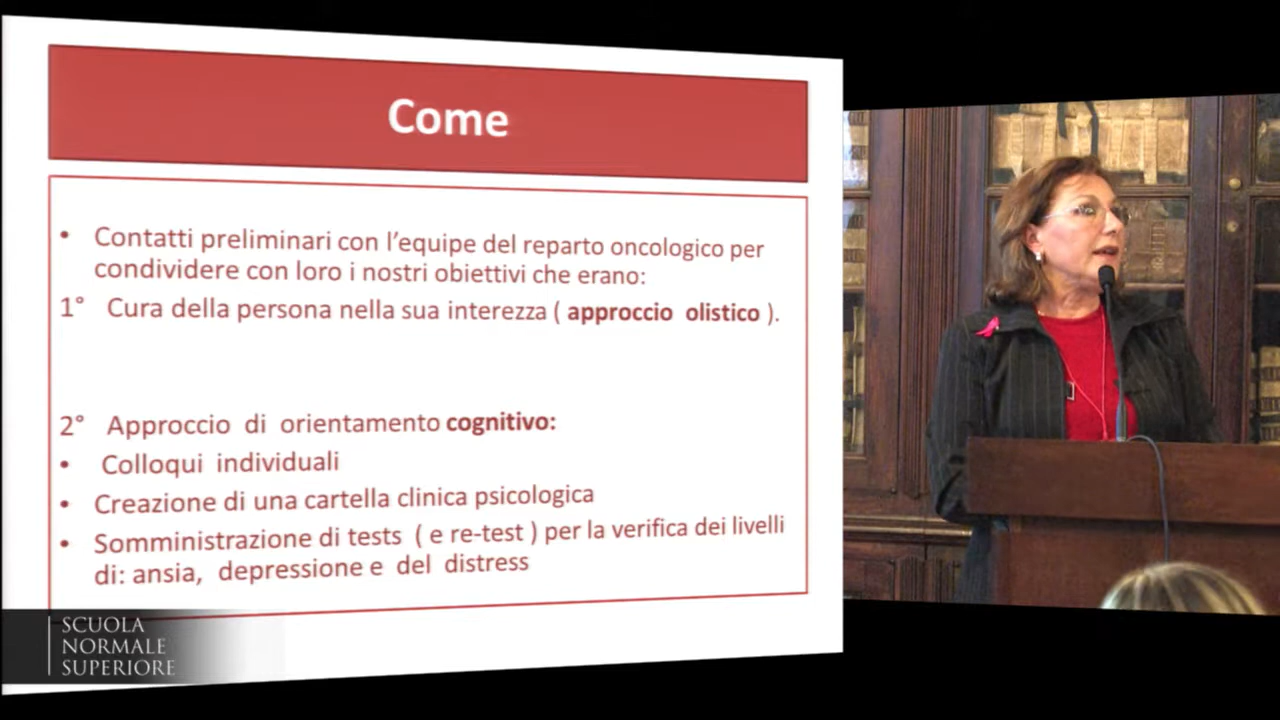 Come
• Contatti preliminari con l'equipe del reparto oncologico per
condividere con loro i nostri obiettivi che erano:
1° Cura della persona nella sua interezza ( approccio olistico ).
2° Approccio di orientamento cognitivo:
• Colloqui individuali
• Creazione di una cartella clinica psicologica
• Somministrazione di tests ( e re-test ) per la verifica dei livelli
di: ansia, depressione e del distress
SCUOLA
NORMALE
SUPERIORE